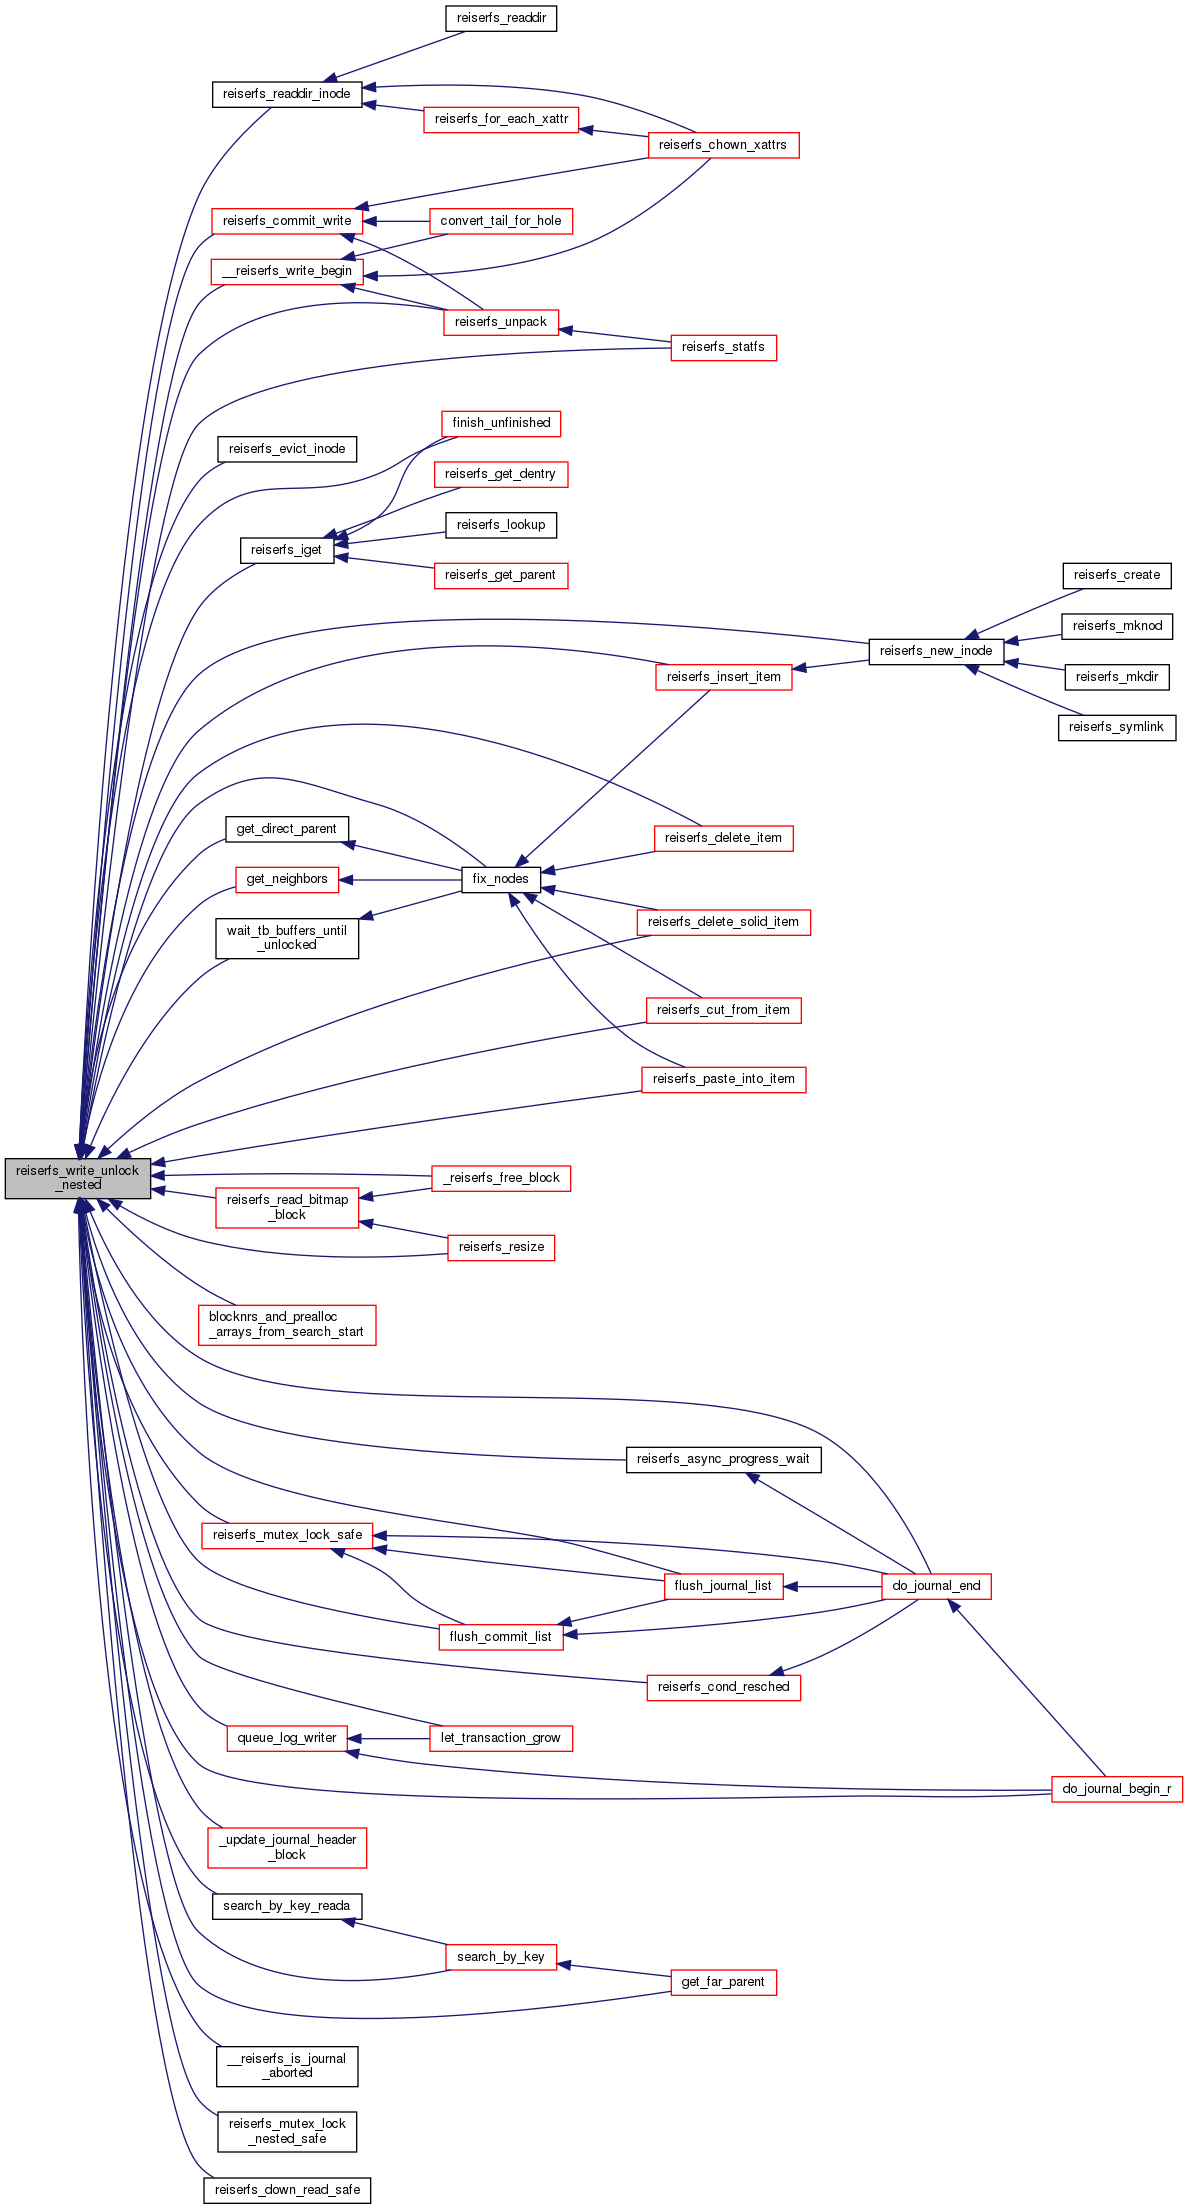 reiserfs_readdir
reiserfs_readdir_inode
reiserfs_for_each_xattr
reiserfs_chown_xattrs
reiserfs_commit_write
convert_tail_for_hole
__reiserfs_write_begin
reiserfs_unpack
reiserfs_statfs
finish_unfinished
reiserfs_evict_inode
reiserfs_get_dentry
reiserfs_lookup
reiserfs_iget
reiserfs_get_parent
reiserfs_create
reiserfs_mknod
reiserfs_new_inode
reiserfs_insert_item
reiserfs_mkdir
reiserfs_symlink
get_direct_parent
reiserfs_delete_item
get_neighbors
fix_nodes
reiserfs_delete_solid_item
wait_tb_buffers_until
_unlocked
reiserfs_cut_from_item
reiserfs_paste_into_item
reiserfs_write_unlock
_nested
_reiserfs_free_block
reiserfs_read_bitmap
_block
reiserfs_resize
blocknrs_and_prealloc
_arrays_from_search_start
reiserfs_async_progress_wait
reiserfs_mutex_lock_safe
flush_journal_list
do_journal_end
flush_commit_list
reiserfs_cond_resched
queue_log_writer
let_transaction_grow
do_journal_begin_r
_update_journal_header
_block
search_by_key_reada
search_by_key
get_far_parent
__reiserfs_is_journal
_aborted
reiserfs_mutex_lock
_nested_safe
reiserfs_down_read_safe